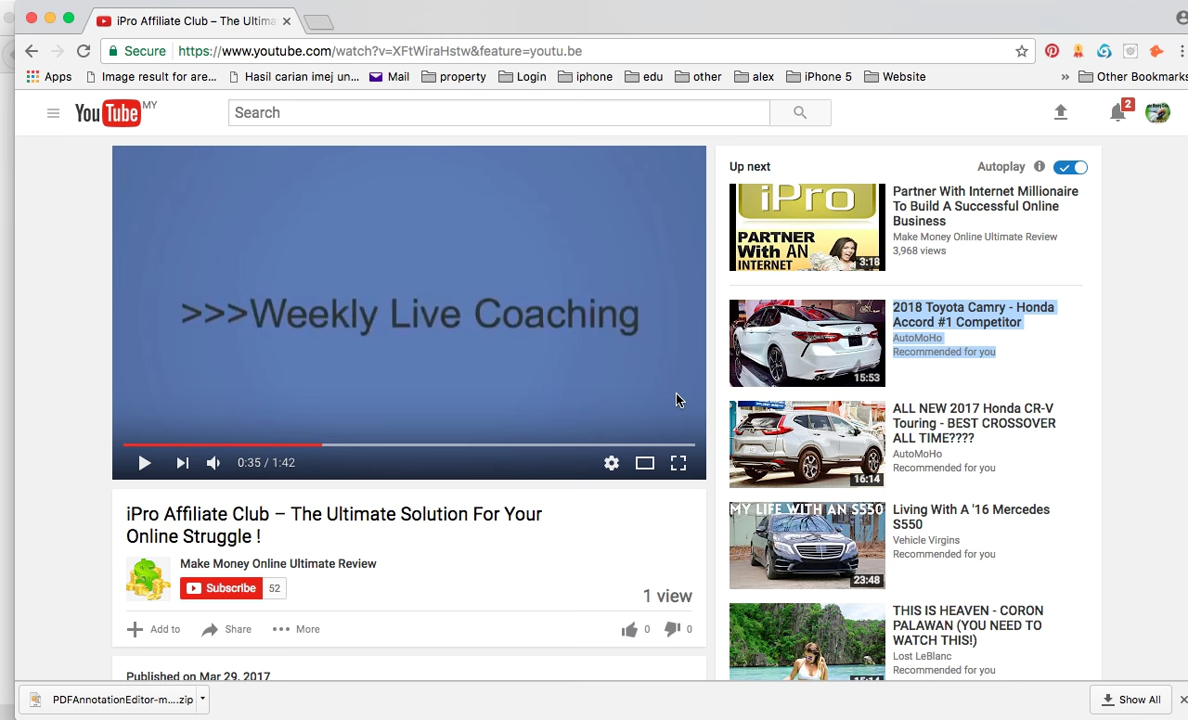 iPro Affiliate Club – The Ultima
Secure
https://www.youtube.com/watch?v=XFtWiraHstw&feature=youtu.be
Apps
Image result for are...
Hasil carian imej un...
Mail
property
Login
iphone
edu
other
alex
iPhone 5
Website
»
Other Bookmarks
YouTube MY
Search
2
>>>Weekly Live Coaching
0:35 / 1:42
iPro Affiliate Club – The Ultimate Solution For Your
Online Struggle !
Make Money Online Ultimate Review
Subscribe 52
1 view
Add to
Share
More
0
0
Published on Mar 29, 2017
Up next
Autoplay
iPro
PARTNER
With AN
INTERNET
3:18
Partner With Internet Millionaire
To Build A Successful Online
Business
Make Money Online Ultimate Review
3,968 views
15:53
2018 Toyota Camry - Honda
Accord #1 Competitor
AutoMoHo
Recommended for you
16:14
ALL NEW 2017 Honda CR-V
Touring - BEST CROSSOVER
ALL TIME????
AutoMoHo
Recommended for you
MY LIFE WITH AN S550
23:48
Living With A '16 Mercedes
S550
Vehicle Virgins
Recommended for you
15:14
THIS IS HEAVEN - CORON
PALAWAN (YOU NEED TO
WATCH THIS!)
Lost LeBlanc
Recommended for you
PDFAnnotationEditor-m....zip
Show All